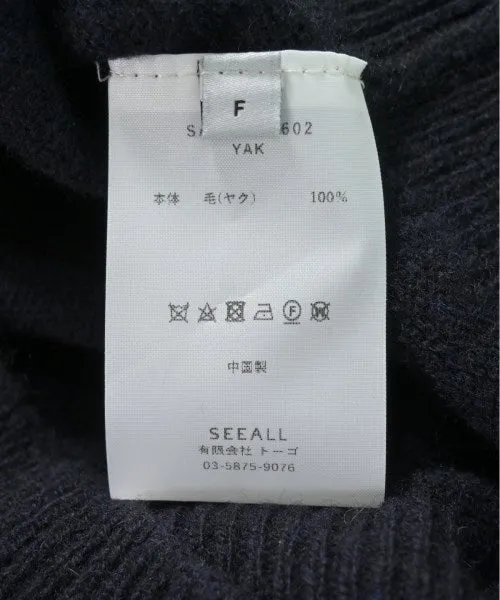 F
602
YAK
本体 毛(ヤク) 100%
F W
中国製
SEEALL
有限会社 トーゴ
03-5875-9076